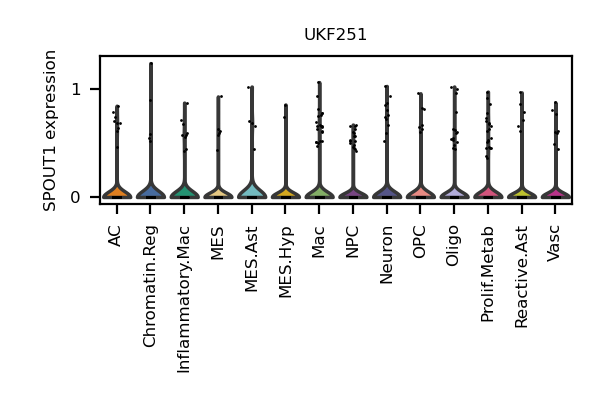 UKF251
SPOUT1 expression
1
0
AC
Chromatin.Reg
Inflammatory.Mac
MES
MES.Ast
MES.Hyp
Mac
NPC
Neuron
OPC
Oligo
Prolif.Metab
Reactive.Ast
Vasc